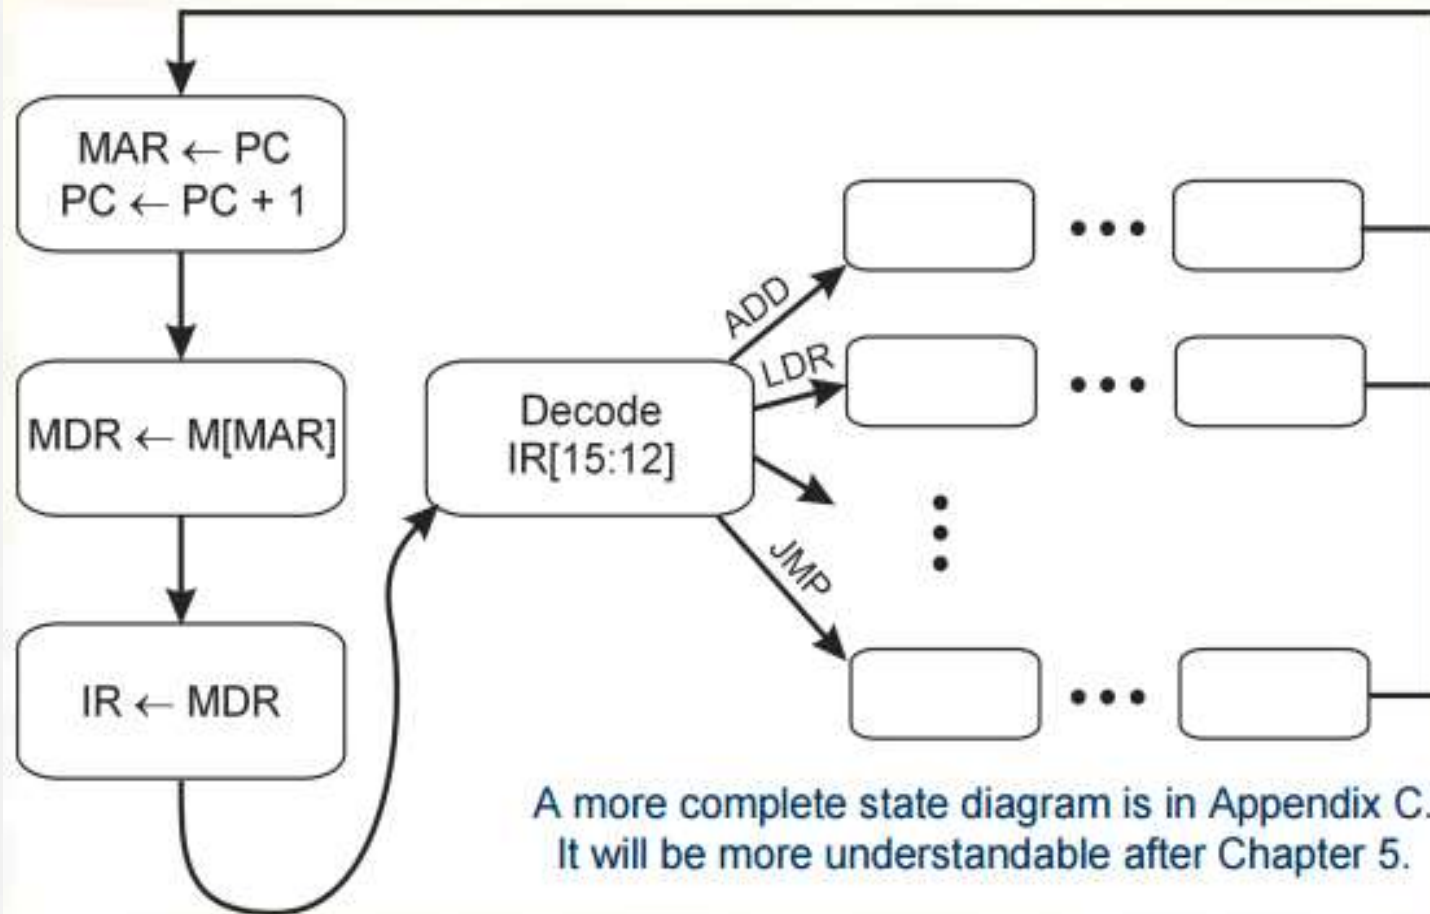 MAR ← PC
PC ← PC + 1
MDR ← M[MAR]
IR ← MDR
Decode
IR[15:12]
ADD
LDR
JMP
A more complete state diagram is in Appendix C.
It will be more understandable after Chapter 5.